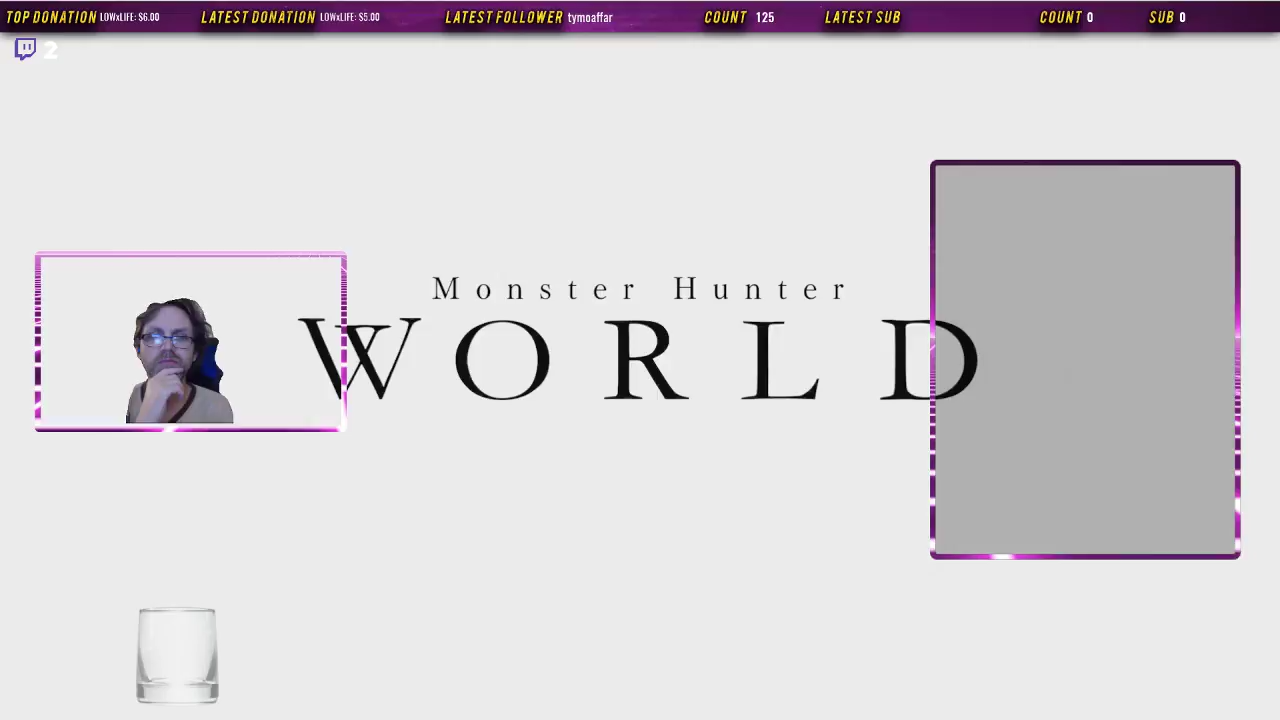 TOP DONATION LOWxLIFE: $6.00 LATEST DONATION LOWxLIFE: $5.00 LATEST FOLLOWER tymoaffar COUNT 125 LATEST SUB COUNT 0 SUB 0
2
Monster Hunter
WORLD